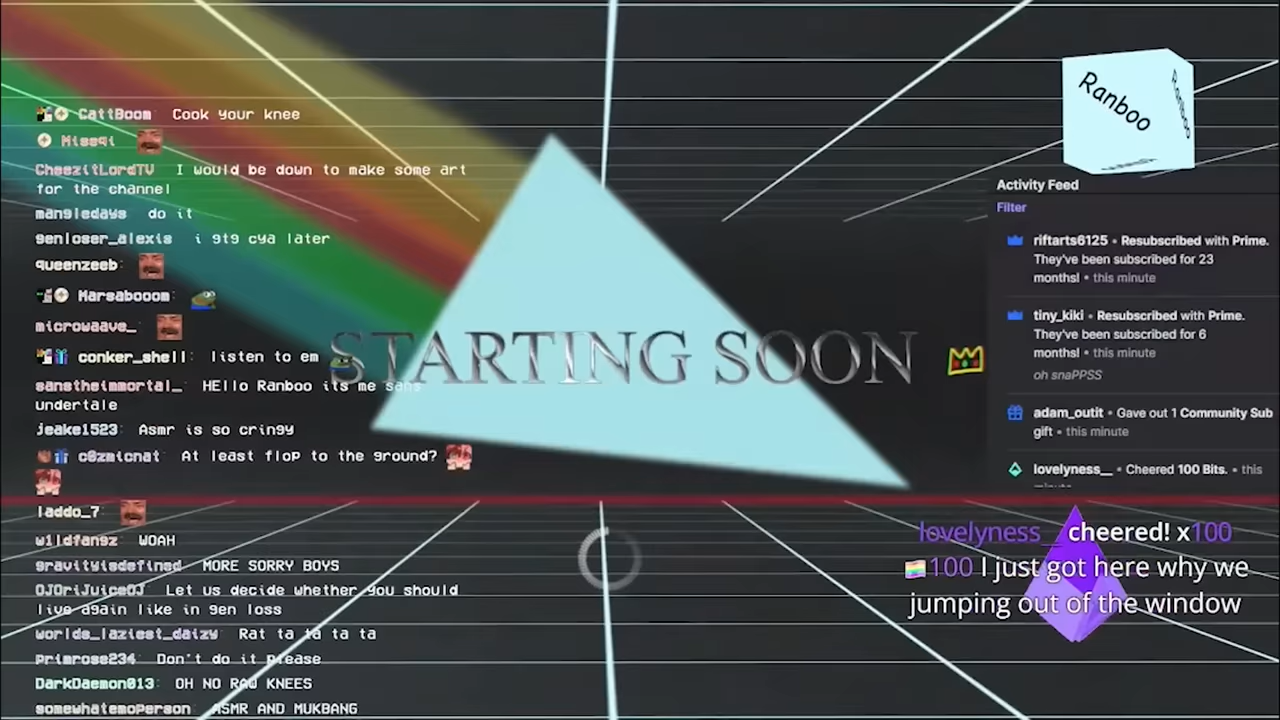 CattBoom: Cook your knee
Miseqi:
CheezitLordTV: I would be down to make some art
for the channel
mangledays: do it
genloser_alexis: i gtg cya later
queenzeeb:
Marsabooom:
microwaave_:
conker_shell: listen to em
sanstheimmortal_: HEllo Ranboo its me sans
undertale
jeake1523: Asmr is so cringy
c0zmicnat: At least flop to the ground?
laddo_7:
wildfangz: WOAH
gravityisdefined: MORE SORRY BOYS
OJOriJuiceOJ: Let us decide whether you should
live again like in gen loss
worlds_laziest_daizy: Rat ta ta ta ta
primrose234: Don't do it please
DarkDaemon013: OH NO RAW KNEES
somewhatemoPerson: ASMR AND MUKBANG
STARTING SOON
Ranboo
Activity Feed
Filter
riftarts6125 • Resubscribed with Prime.
They've been subscribed for 23
months! • this minute
tiny_kiki • Resubscribed with Prime.
They've been subscribed for 6
months! • this minute
oh snaPPSS
adam_outit • Gave out 1 Community Sub
gift • this minute
lovelyness__ • Cheered 100 Bits. • this
lovelyness__ cheered! x100
100 I just got here why we
jumping out of the window